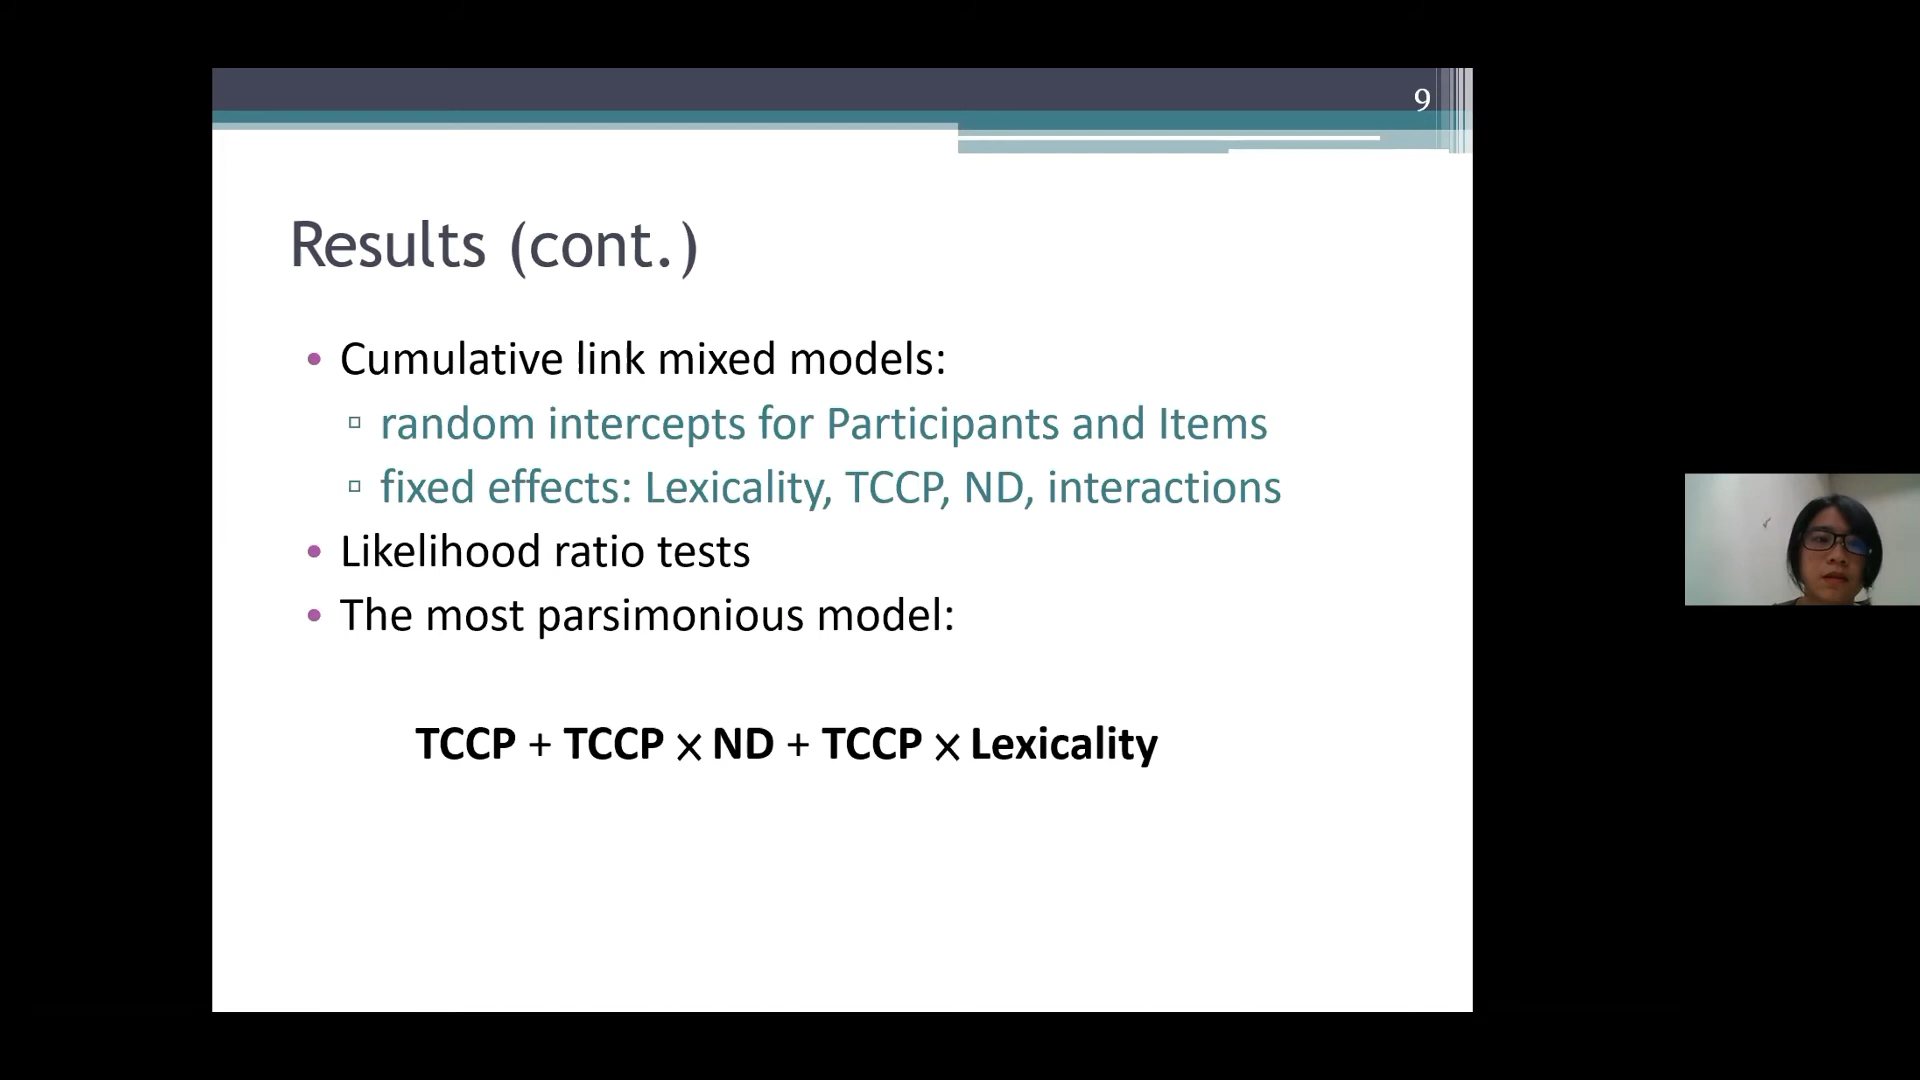 9
Results (cont.)
• Cumulative link mixed models:
▫ random intercepts for Participants and Items
▫ fixed effects: Lexicality, TCCP, ND, interactions
• Likelihood ratio tests
• The most parsimonious model:
TCCP + TCCP × ND + TCCP × Lexicality